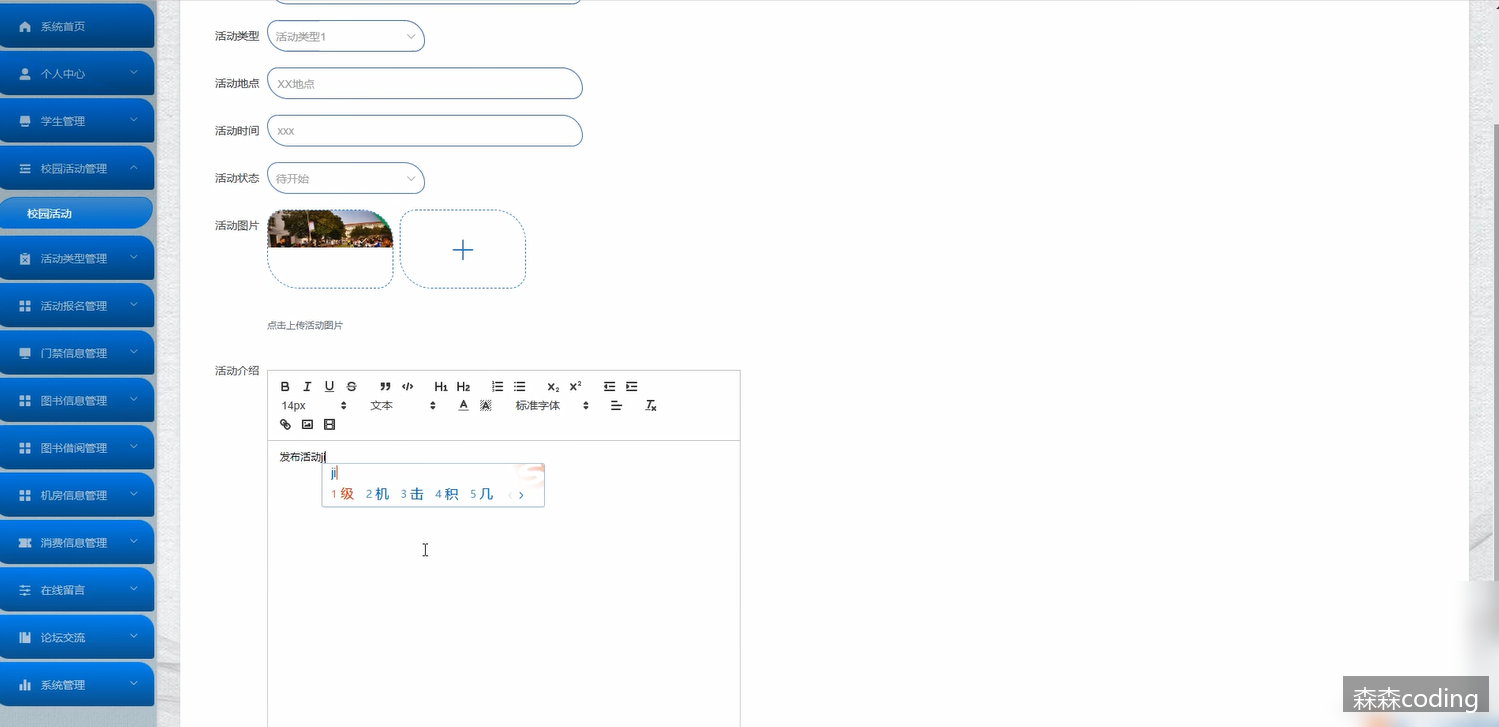 系统首页
个人中心
学生管理
校园活动管理
校园活动
活动类型管理
活动报名管理
门禁信息管理
图书信息管理
图书借阅管理
机房信息管理
消费信息管理
在线留言
论坛交流
系统管理
活动类型 活动类型1
活动地点 XX地点
活动时间 xxx
活动状态 待开始
活动图片
点击上传活动图片
活动介绍
B I U S H1 H2 X2 X2
14px 文本 A A 标准字体 Tx
发布活动ji
ji
1 级 2 机 3 击 4 积 5 几
森森coding